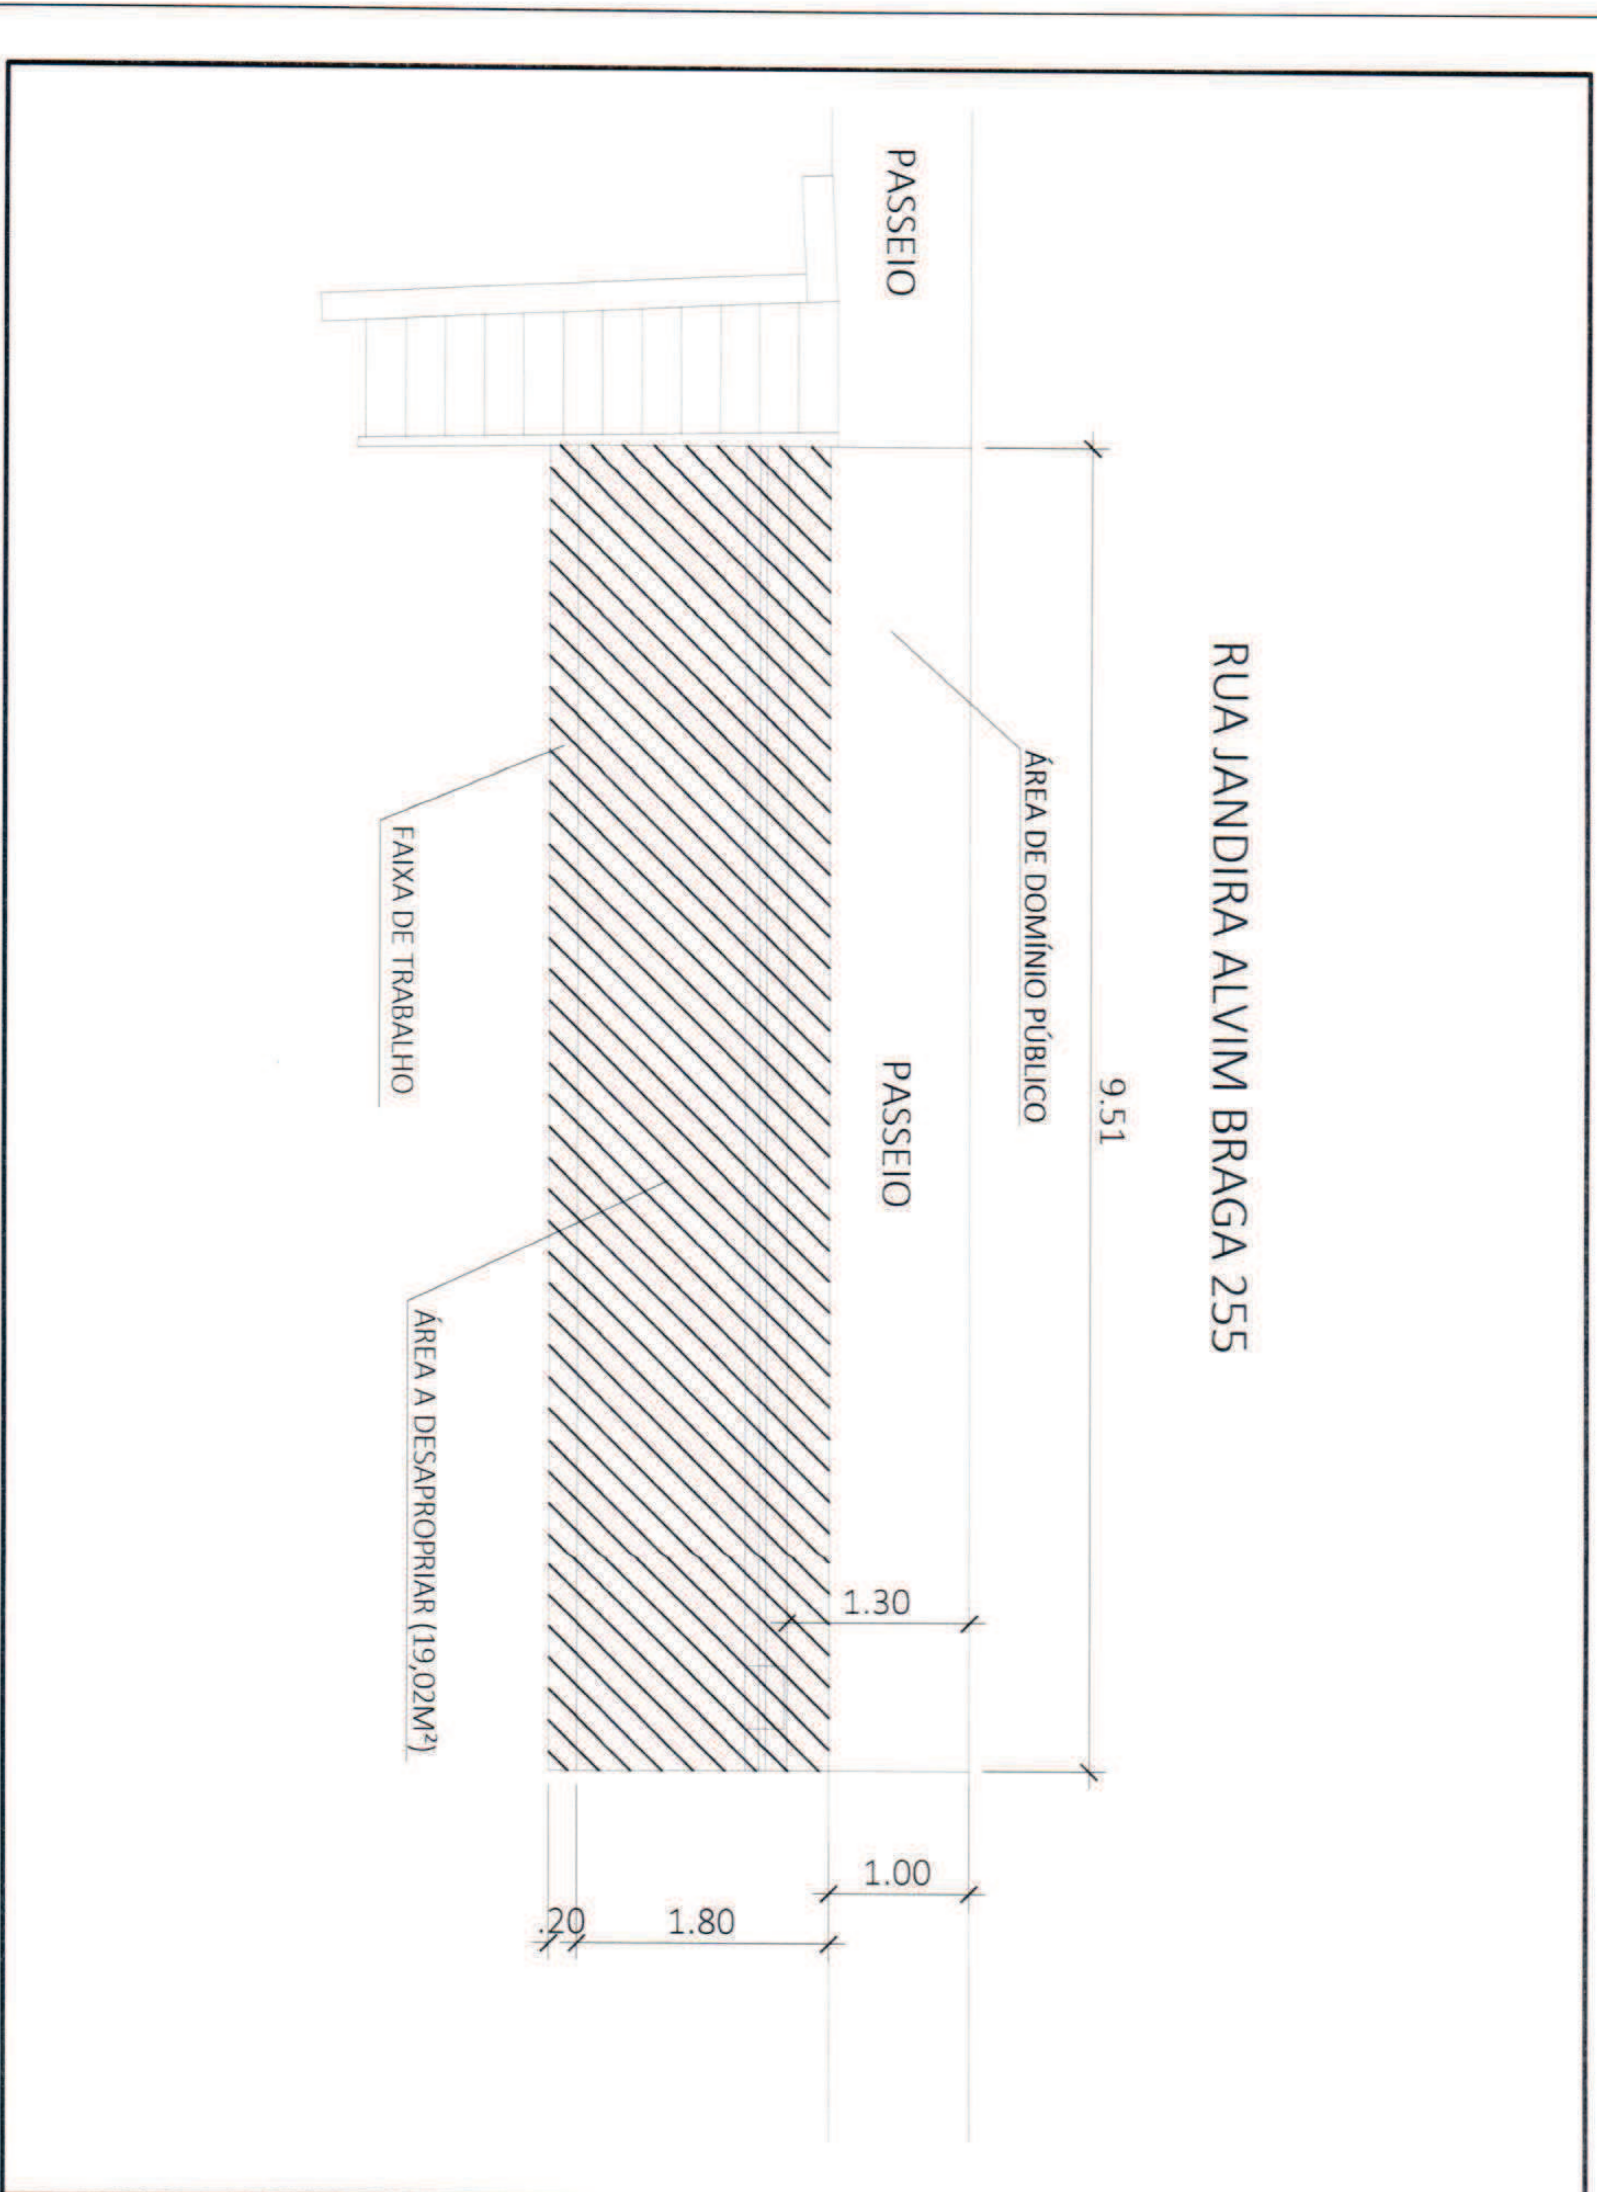 RUA JANDIRA ALVIM BRAGA 255
9.51
ÁREA DE DOMÍNIO PÚBLICO
PASSEIO
PASSEIO
1.30
1.00
1.80
.20
FAIXA DE TRABALHO
ÁREA A DESAPROPRIAR (19,02M²)